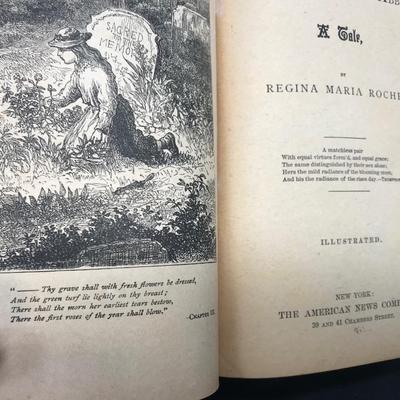 SACRED
MEMORY
" —— Thy grave shall with fresh flowers be dressed,
And the green turf lie lightly on thy breast;
There shall the morn her earliest tears bestow,
There the first roses of the year shall blow."
A Tale,
BY
REGINA MARIA ROCHE
A matchless pair
With equal virtues form'd, and equal grace;
The same distinguished by their sex alone;
Here the mild radiance of the blooming morn,
And his the radiance of the risen day.
ILLUSTRATED.
NEW YORK:
THE AMERICAN NEWS COMP
39 AND 41 CHAMBERS STREET.